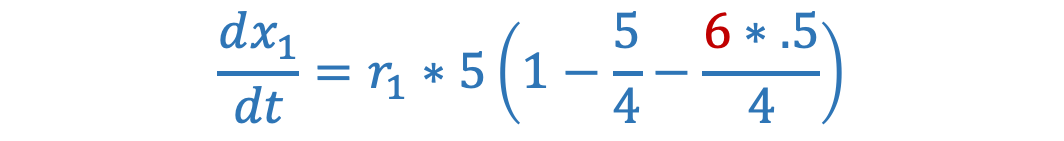 dx₁/dt = r₁ * 5 (1 − 5/4 − 6 * .5/4)